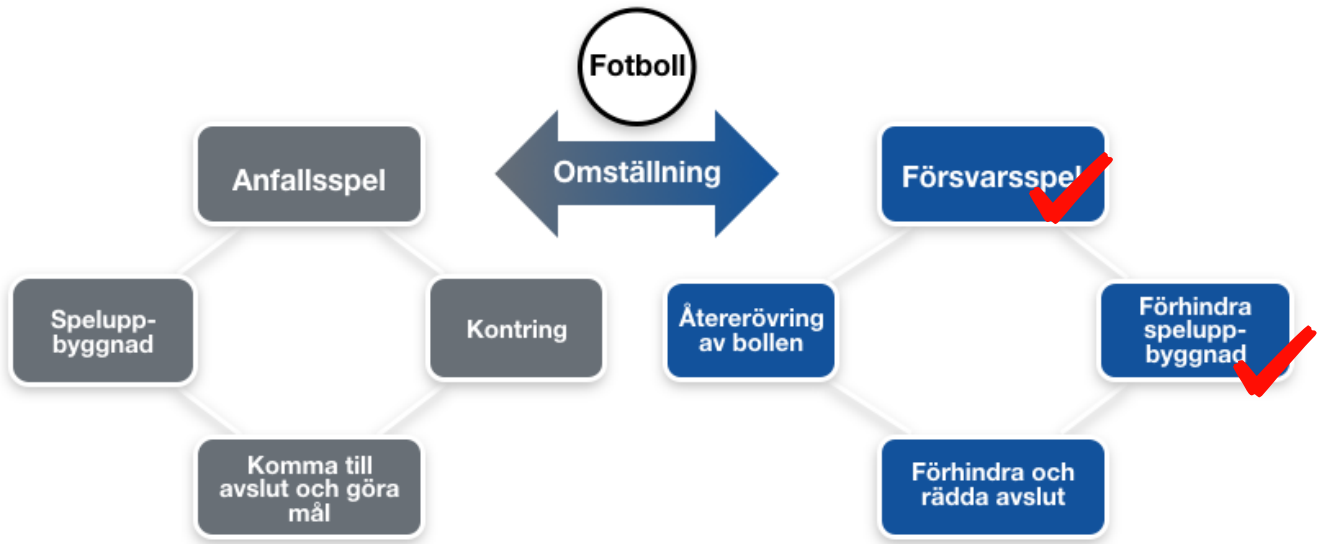 Fotboll
Anfallsspel
Omställning
Försvarsspel
Spelupp-
byggnad
Kontring
Återerövring
av bollen
Förhindra
spelupp-
byggnad
Komma till
avslut och göra
mål
Förhindra och
rädda avslut